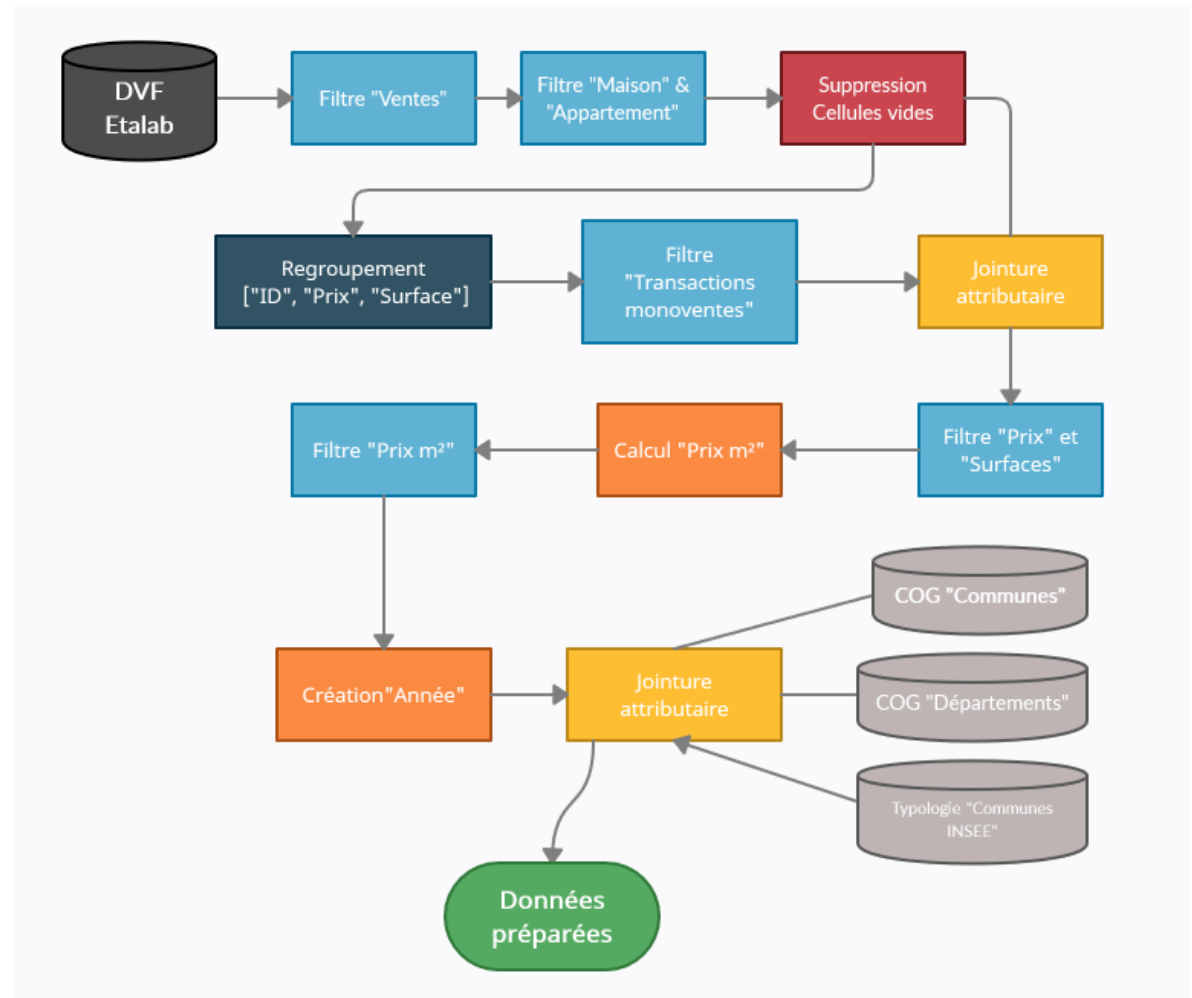 DVF
Etalab
Filtre "Ventes"
Filtre "Maison" &
"Appartement"
Suppression
Cellules vides
Regroupement
["ID", "Prix", "Surface"]
Filtre
"Transactions
monoventes"
Jointure
attributaire
Filtre "Prix m²"
Calcul "Prix m²"
Filtre "Prix" et
"Surfaces"
COG "Communes"
Création"Année"
Jointure
attributaire
COG "Départements"
Typologie "Communes
INSEE"
Données
préparées